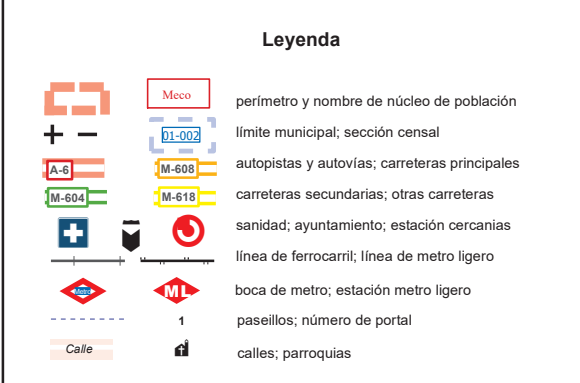 Leyenda
Meco perímetro y nombre de núcleo de población
01-002 límite municipal; sección censal
A-6 M-608 autopistas y autovías; carreteras principales
M-604 M-618 carreteras secundarias; otras carreteras
sanidad; ayuntamiento; estación cercanias
línea de ferrocarril; línea de metro ligero
Metro ML boca de metro; estación metro ligero
1 paseillos; número de portal
Calle calles; parroquias